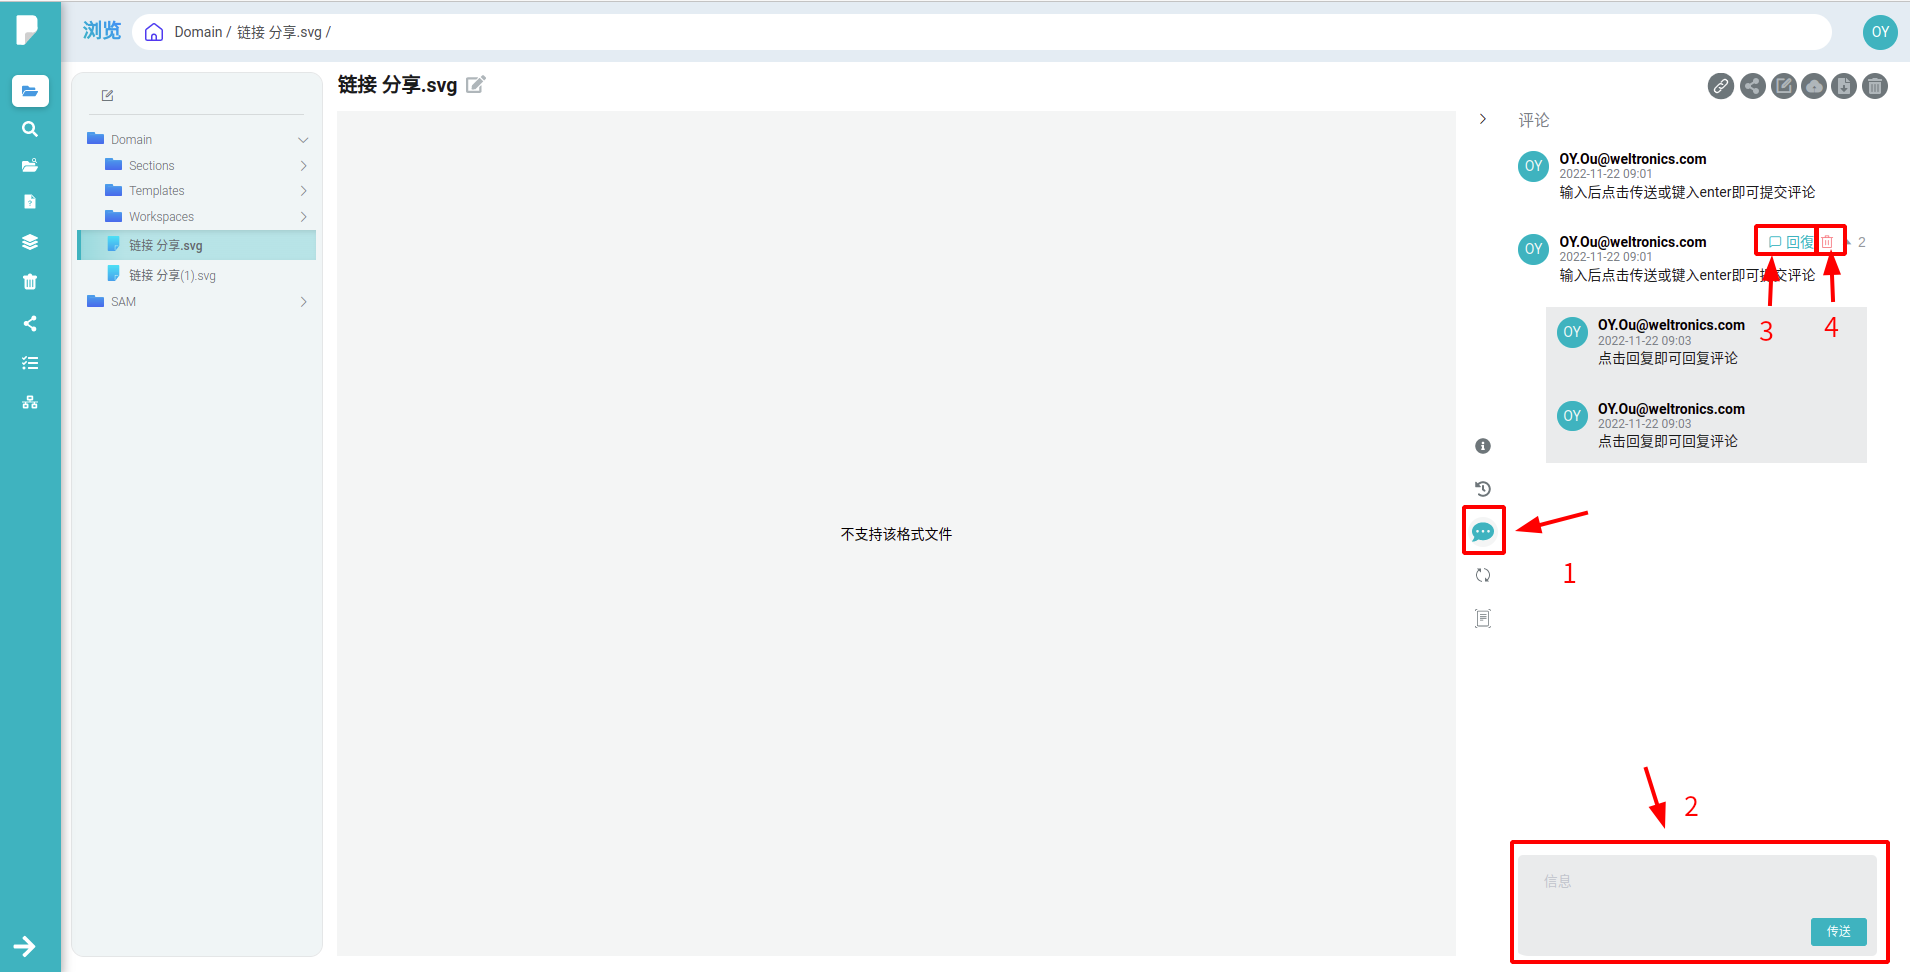 浏览
Domain / 链接 分享.svg /
OY
链接 分享.svg
Domain
Sections
Templates
Workspaces
链接 分享.svg
链接 分享(1).svg
SAM
不支持该格式文件
评论
OY
OY.Ou@weltronics.com
2022-11-22 09:01
输入后点击传送或键入enter即可提交评论
OY
OY.Ou@weltronics.com
回復
2
2022-11-22 09:01
输入后点击传送或键入enter即可提交评论
3
4
OY
OY.Ou@weltronics.com
2022-11-22 09:03
点击回复即可回复评论
OY
OY.Ou@weltronics.com
2022-11-22 09:03
点击回复即可回复评论
1
2
信息
传送